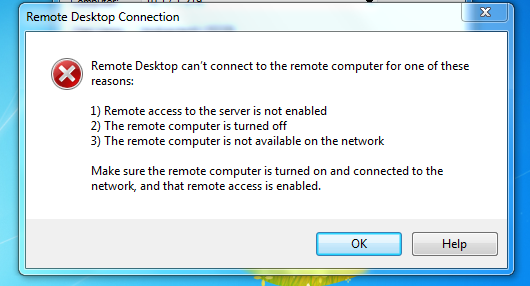 Remote Desktop Connection
Remote Desktop can't connect to the remote computer for one of these
reasons:
1) Remote access to the server is not enabled
2) The remote computer is turned off
3) The remote computer is not available on the network
Make sure the remote computer is turned on and connected to the
network, and that remote access is enabled.
OK
Help